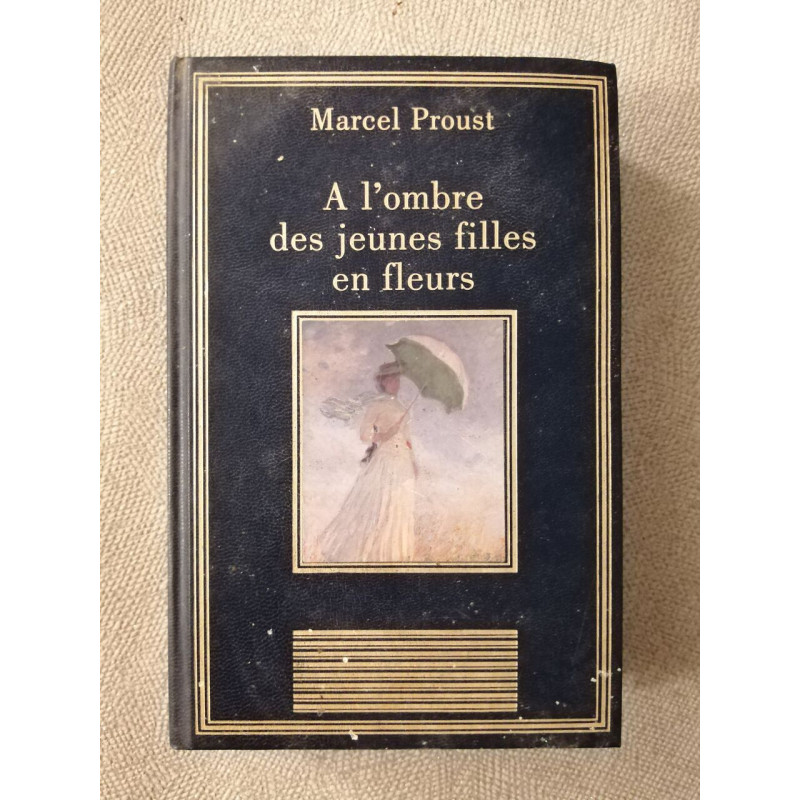 Marcel Proust
A l'ombre
des jeunes filles
en fleurs